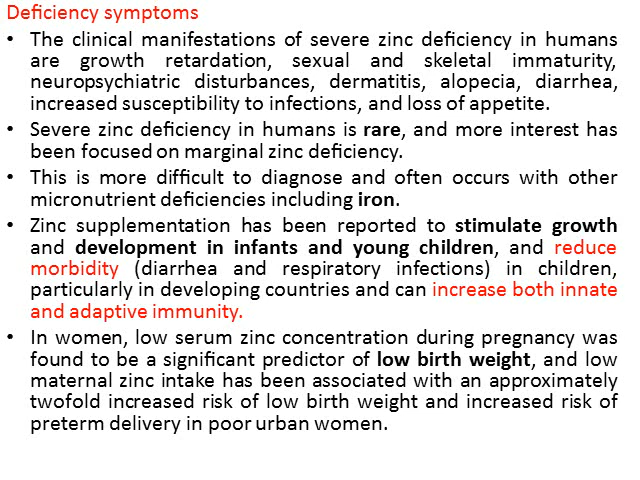 Deficiency symptoms
• The clinical manifestations of severe zinc deficiency in humans
are growth retardation, sexual and skeletal immaturity,
neuropsychiatric disturbances, dermatitis, alopecia, diarrhea,
increased susceptibility to infections, and loss of appetite.
• Severe zinc deficiency in humans is rare, and more interest has
been focused on marginal zinc deficiency.
• This is more difficult to diagnose and often occurs with other
micronutrient deficiencies including iron.
• Zinc supplementation has been reported to stimulate growth
and development in infants and young children, and reduce
morbidity (diarrhea and respiratory infections) in children,
particularly in developing countries and can increase both innate
and adaptive immunity.
• In women, low serum zinc concentration during pregnancy was
found to be a significant predictor of low birth weight, and low
maternal zinc intake has been associated with an approximately
twofold increased risk of low birth weight and increased risk of
preterm delivery in poor urban women.